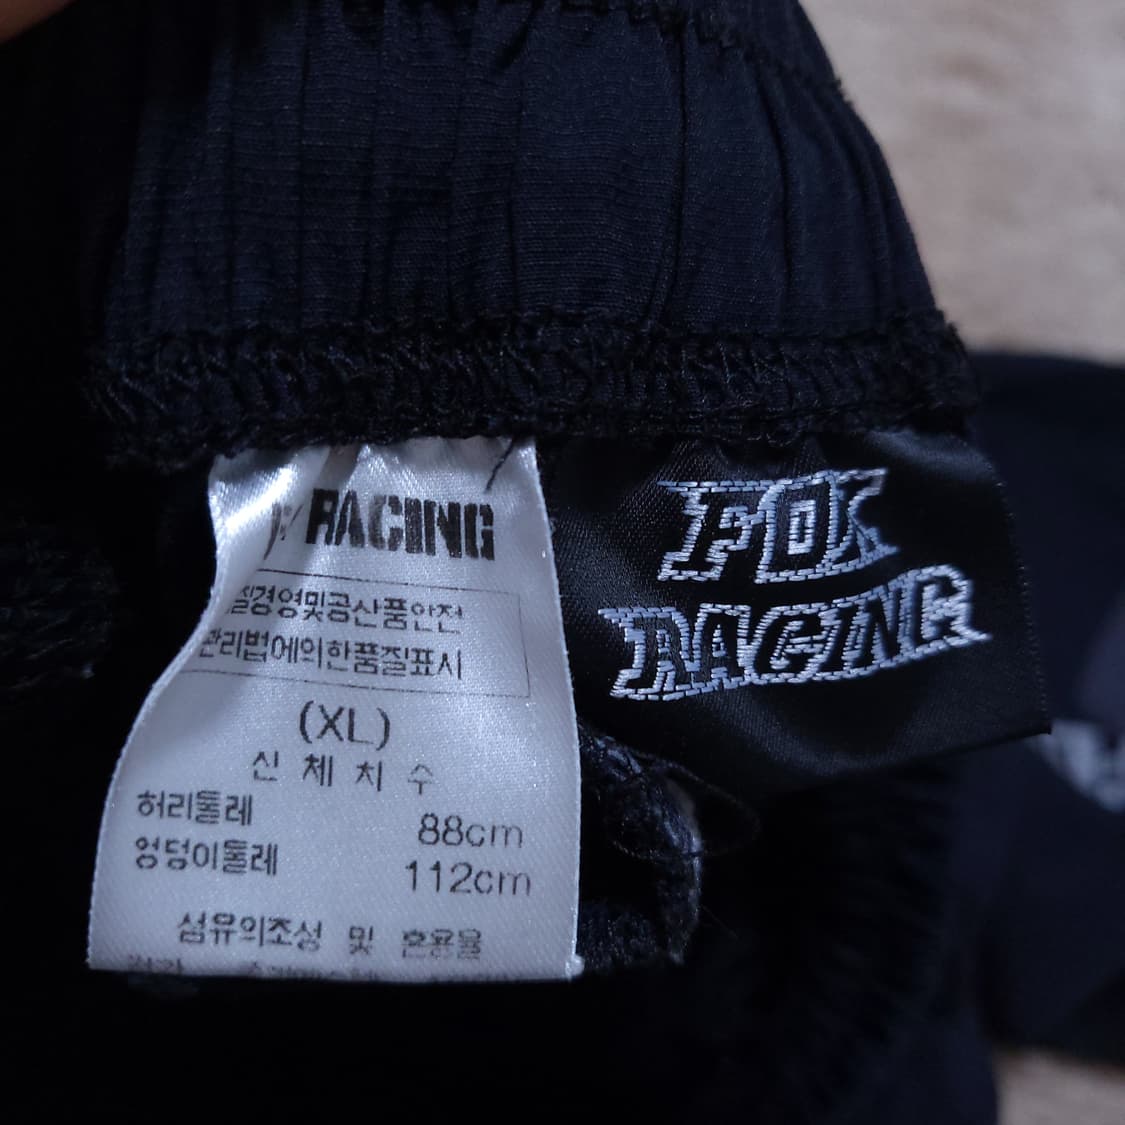 RACING
질경영및공산품안전
관리법에의한품질표시
(XL)
신 체 치 수
허리둘레 88cm
엉덩이둘레 112cm
섬유의조성 및 혼용율
FOX
RACING